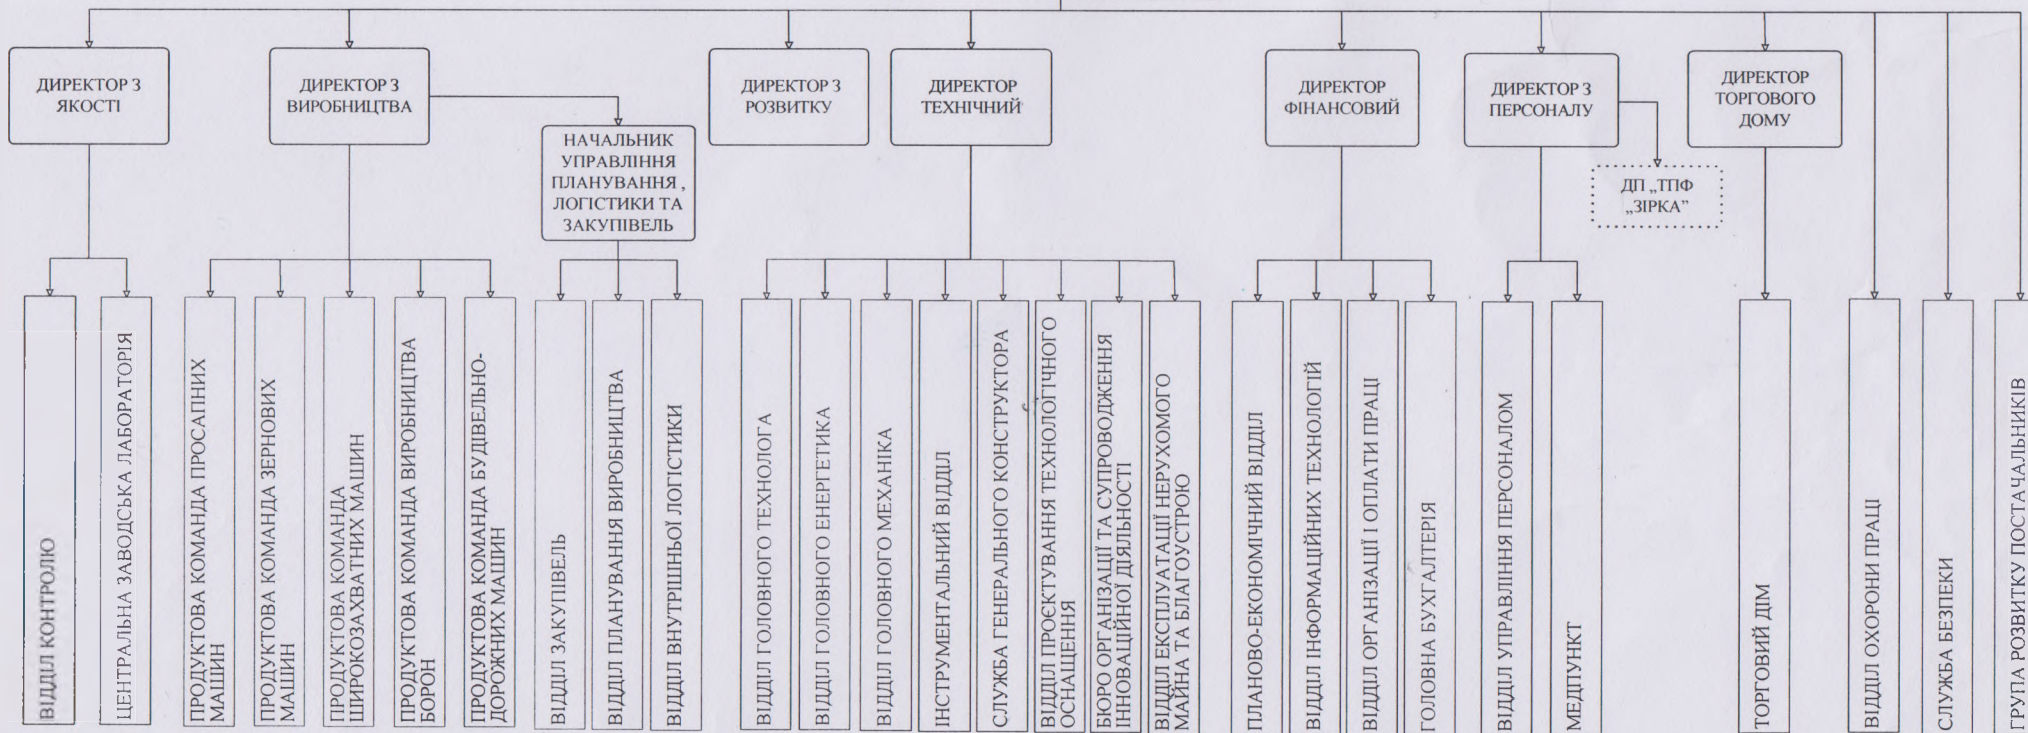 ДИРЕКТОР З
ЯКОСТІ
ДИРЕКТОР З
ВИРОБНИЦТВА
НАЧАЛЬНИК
УПРАВЛІННЯ
ПЛАНУВАННЯ ,
ЛОГІСТИКИ ТА
ЗАКУПІВЕЛЬ
ДИРЕКТОР З
РОЗВИТКУ
ДИРЕКТОР
ТЕХНІЧНИЙ
ДИРЕКТОР
ФІНАНСОВИЙ
ДИРЕКТОР З
ПЕРСОНАЛУ
ДП „ТПФ
„ЗІРКА”
ДИРЕКТОР
ТОРГОВОГО
ДОМУ
ВІДДІЛ КОНТРОЛЮ
ЦЕНТРАЛЬНА ЗАВОДСЬКА ЛАБОРАТОРІЯ
ПРОДУКТОВА КОМАНДА ПРОСАПНИХ
МАШИН
ПРОДУКТОВА КОМАНДА ЗЕРНОВИХ
МАШИН
ПРОДУКТОВА КОМАНДА
ШИРОКОЗАХВАТНИХ МАШИН
ПРОДУКТОВА КОМАНДА ВИРОБНИЦТВА
БОРОН
ПРОДУКТОВА КОМАНДА БУДІВЕЛЬНО-
ДОРОЖНИХ МАШИН
ВІДДІЛ ЗАКУПІВЕЛЬ
ВІДДІЛ ПЛАНУВАННЯ ВИРОБНИЦТВА
ВІДДІЛ ВНУТРІШНЬОЇ ЛОГІСТИКИ
ВІДДІЛ ГОЛОВНОГО ТЕХНОЛОГА
ВІДДІЛ ГОЛОВНОГО ЕНЕРГЕТИКА
ВІДДІЛ ГОЛОВНОГО МЕХАНІКА
ІНСТРУМЕНТАЛЬНИЙ ВІДДІЛ
СЛУЖБА ГЕНЕРАЛЬНОГО КОНСТРУКТОРА
ВІДДІЛ ПРОЄКТУВАННЯ ТЕХНОЛОГІЧНОГО
ОСНАЩЕННЯ
БЮРО ОРГАНІЗАЦІЇ ТА СУПРОВОДЖЕННЯ
ІННОВАЦІЙНОЇ ДІЯЛЬНОСТІ
ВІДДІЛ ЕКСПЛУАТАЦІЇ НЕРУХОМОГО
МАЙНА ТА БЛАГОУСТРОЮ
ПЛАНОВО-ЕКОНОМІЧНИЙ ВІДДІЛ
ВІДДІЛ ІНФОРМАЦІЙНИХ ТЕХНОЛОГІЙ
ВІДДІЛ ОРГАНІЗАЦІЇ І ОПЛАТИ ПРАЦІ
ГОЛОВНА БУХГАЛТЕРІЯ
ВІДДІЛ УПРАВЛІННЯ ПЕРСОНАЛОМ
МЕДПУНКТ
ТОРГОВИЙ ДІМ
ВІДДІЛ ОХОРОНИ ПРАЦІ
СЛУЖБА БЕЗПЕКИ
ГРУПА РОЗВИТКУ ПОСТАЧАЛЬНИКІВ